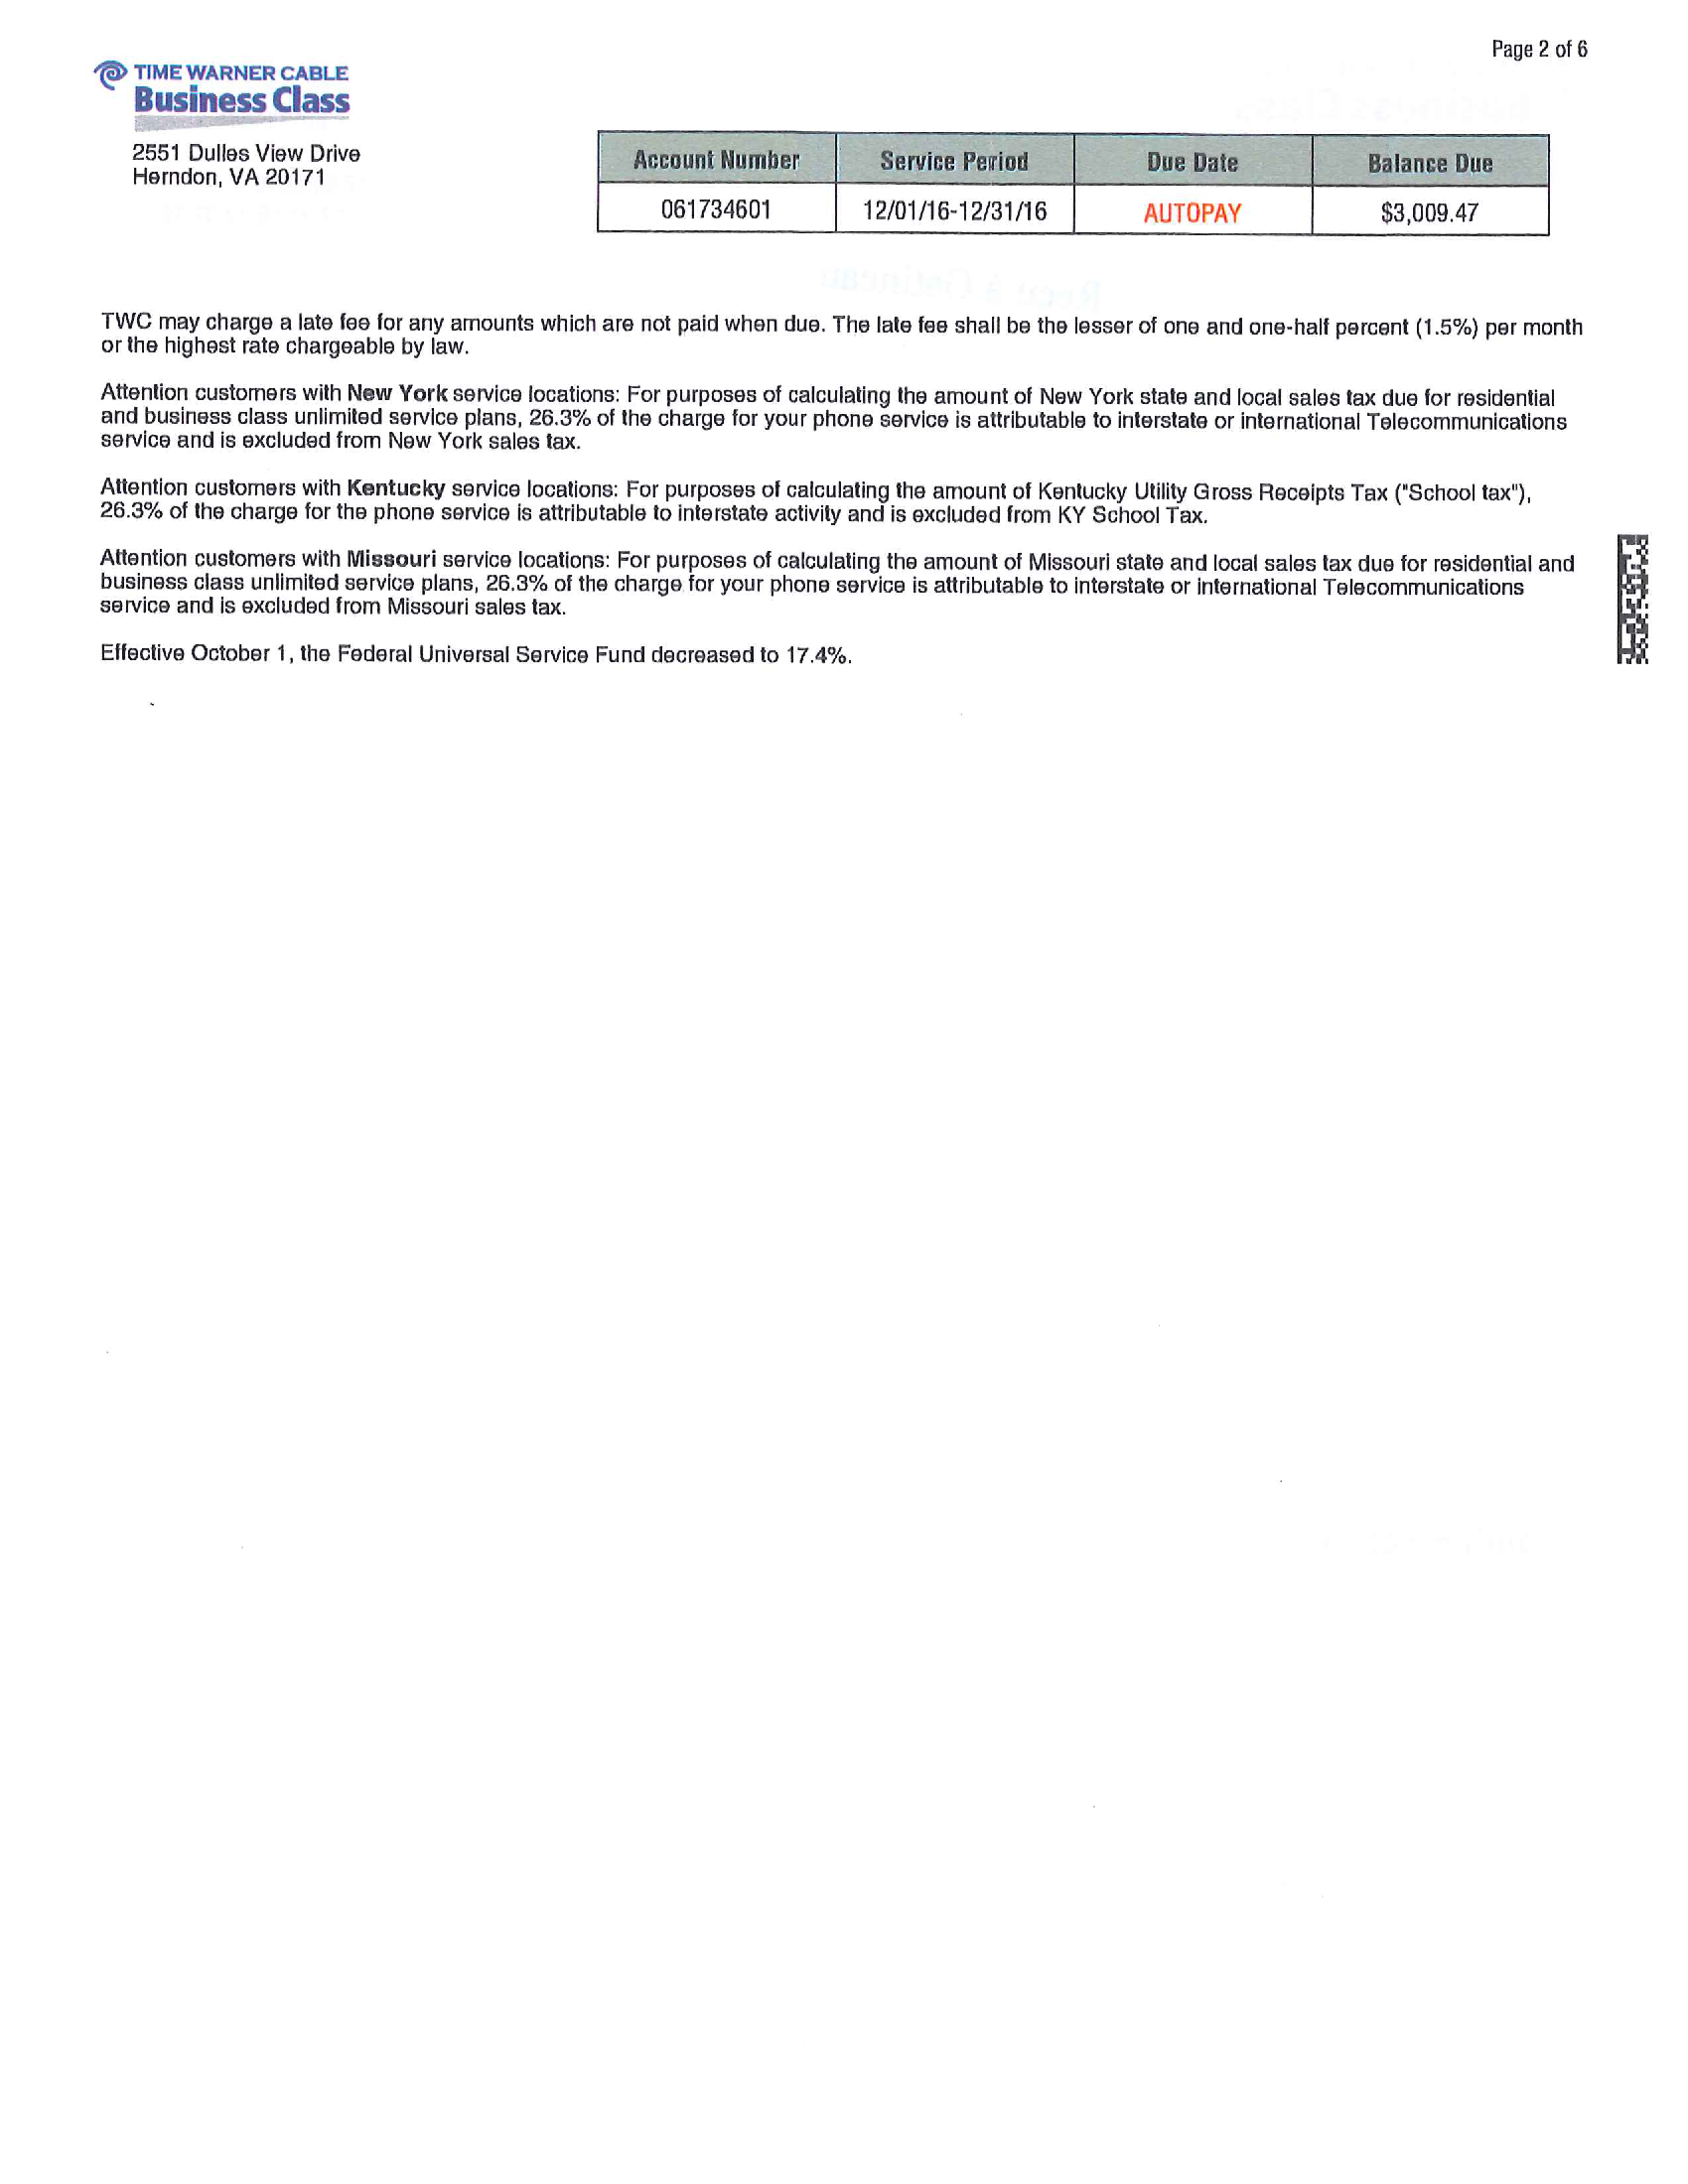 Page 2 of 6
TIME WARNER CABLE
Business Class
2551 Dulles View Drive
Herndon, VA 20171
Account Number Service Period Due Date Balance Due
061734601 12/01/16-12/31/16 AUTOPAY $3,009.47
TWC may charge a late fee for any amounts which are not paid when due. The late fee shall be the lesser of one and one-half percent (1.5%) per month
or the highest rate chargeable by law.
Attention customers with New York service locations: For purposes of calculating the amount of New York state and local sales tax due for residential
and business class unlimited service plans, 26.3% of the charge for your phone service is attributable to interstate or international Telecommunications
service and is excluded from New York sales tax.
Attention customers with Kentucky service locations: For purposes of calculating the amount of Kentucky Utility Gross Receipts Tax ("School tax"),
26.3% of the charge for the phone service is attributable to interstate activity and is excluded from KY School Tax.
Attention customers with Missouri service locations: For purposes of calculating the amount of Missouri state and local sales tax due for residential and
business class unlimited service plans, 26.3% of the charge for your phone service is attributable to interstate or international Telecommunications
service and is excluded from Missouri sales tax.
Effective October 1, the Federal Universal Service Fund decreased to 17.4%.